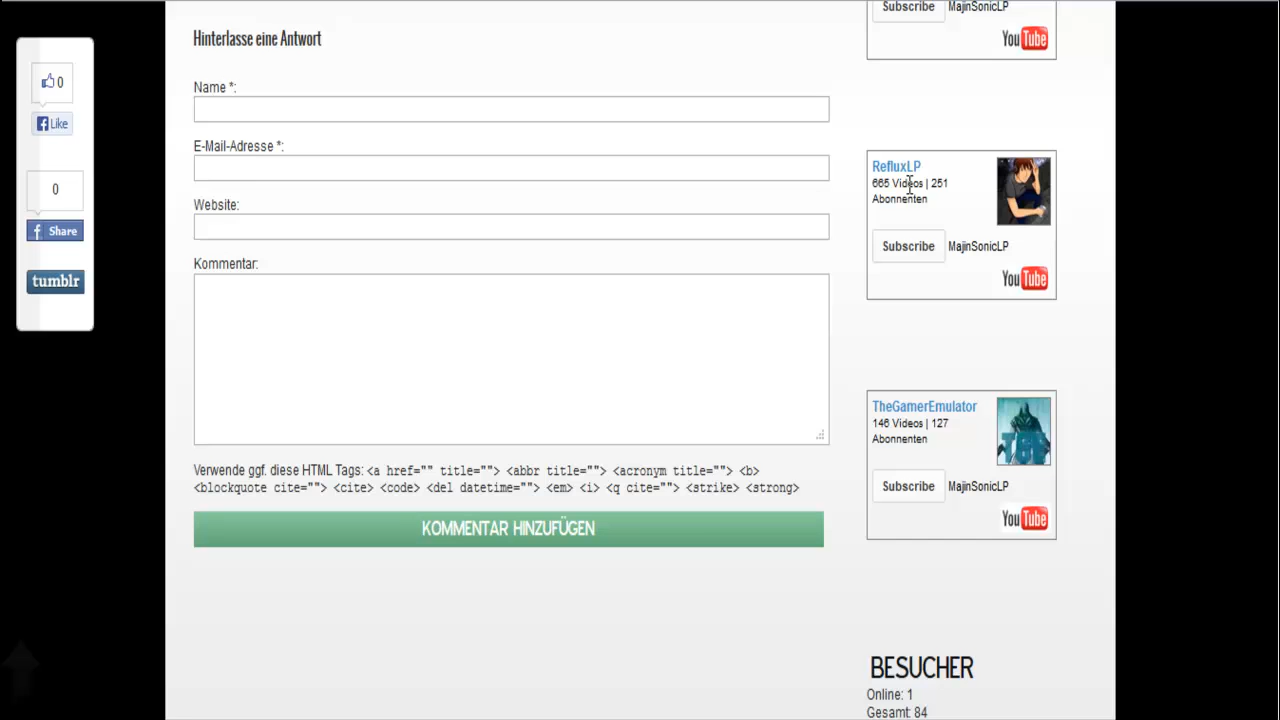 0
Like
0
Share
tumblr
Hinterlasse eine Antwort
Name *:
E-Mail-Adresse *:
Website:
Kommentar:
Verwende ggf. diese HTML Tags: <a href="" title=""> <abbr title=""> <acronym title=""> <b>
<blockquote cite=""> <cite> <code> <del datetime=""> <em> <i> <q cite=""> <strike> <strong>
KOMMENTAR HINZUFÜGEN
Subscribe MajinSonicLP
YouTube
RefluxLP
665 Videos | 251
Abonnenten
Subscribe MajinSonicLP
YouTube
TheGamerEmulator
146 Videos | 127
Abonnenten
TGE
Subscribe MajinSonicLP
YouTube
BESUCHER
Online: 1
Gesamt: 84